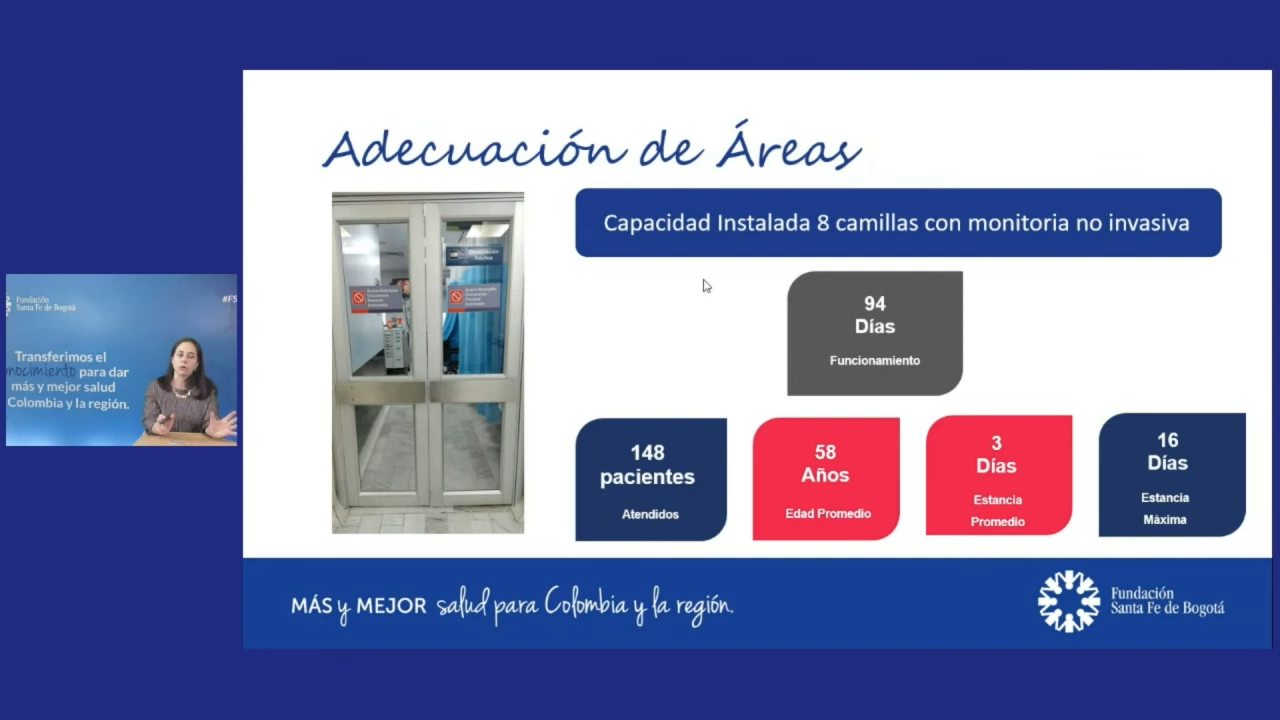 Adecuación de Áreas
Capacidad Instalada 8 camillas con monitoria no invasiva
94
Días
Funcionamiento
148
pacientes
Atendidos
58
Años
Edad Promedio
3
Días
Estancia
Promedio
16
Días
Estancia
Máxima
Fundación
Santa Fe de Bogotá
#FS
Transferimos el
nocimiento para dar
más y mejor salud
Colombia y la región.
MÁS y MEJOR salud para Colombia y la región.
Fundación
Santa Fe de Bogotá